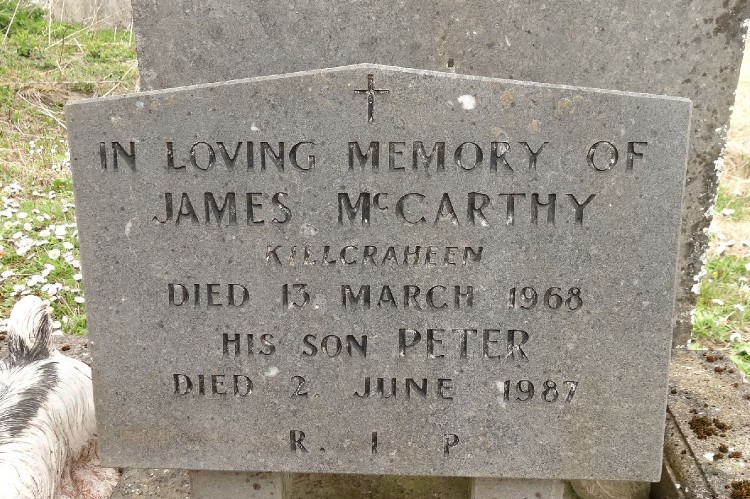 IN LOVING MEMORY OF
JAMES McCARTHY
KILLCRAHEEN
DIED 13 MARCH 1968
HIS SON PETER
DIED 2 JUNE 1987
R. I P